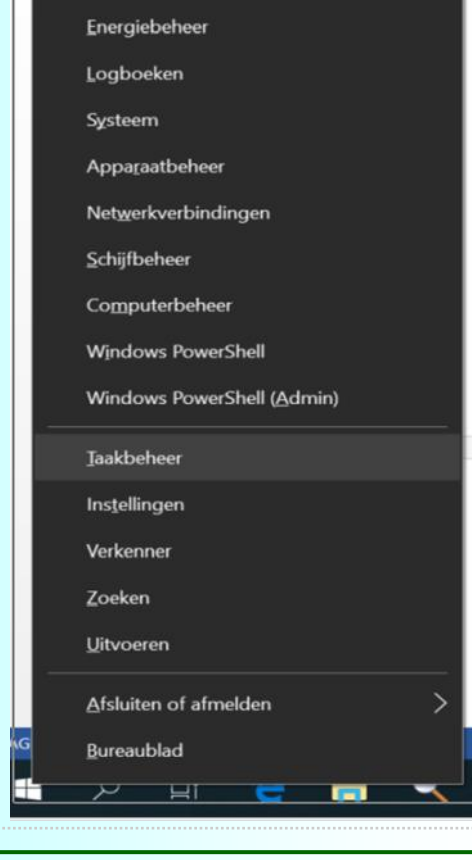 Energiebeheer
Logboeken
Systeem
Apparaatbeheer
Netwerkverbindingen
Schijfbeheer
Computerbeheer
Windows PowerShell
Windows PowerShell (Admin)
Taakbeheer
Instellingen
Verkenner
Zoeken
Uitvoeren
Afsluiten of afmelden
AG
Bureaublad